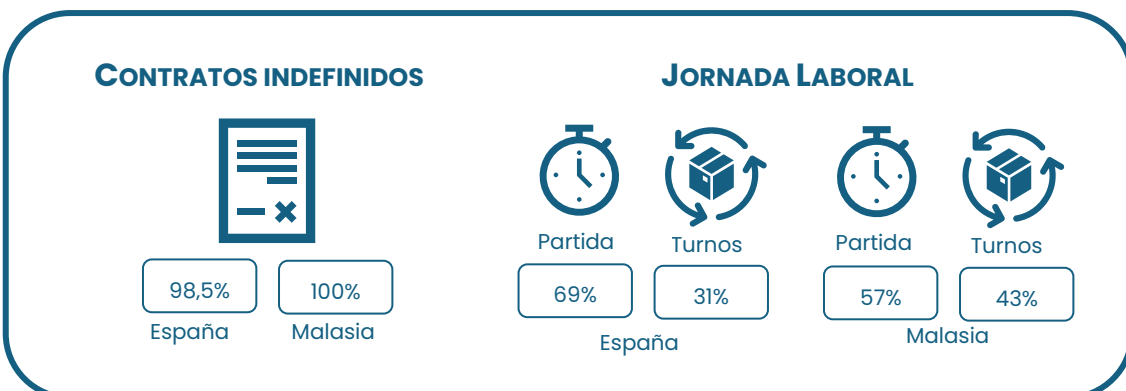 CONTRATOS INDEFINIDOS
98,5%
100%
España
Malasia
JORNADA LABORAL
Partida
Turnos
69%
31%
España
Partida
Turnos
57%
43%
Malasia